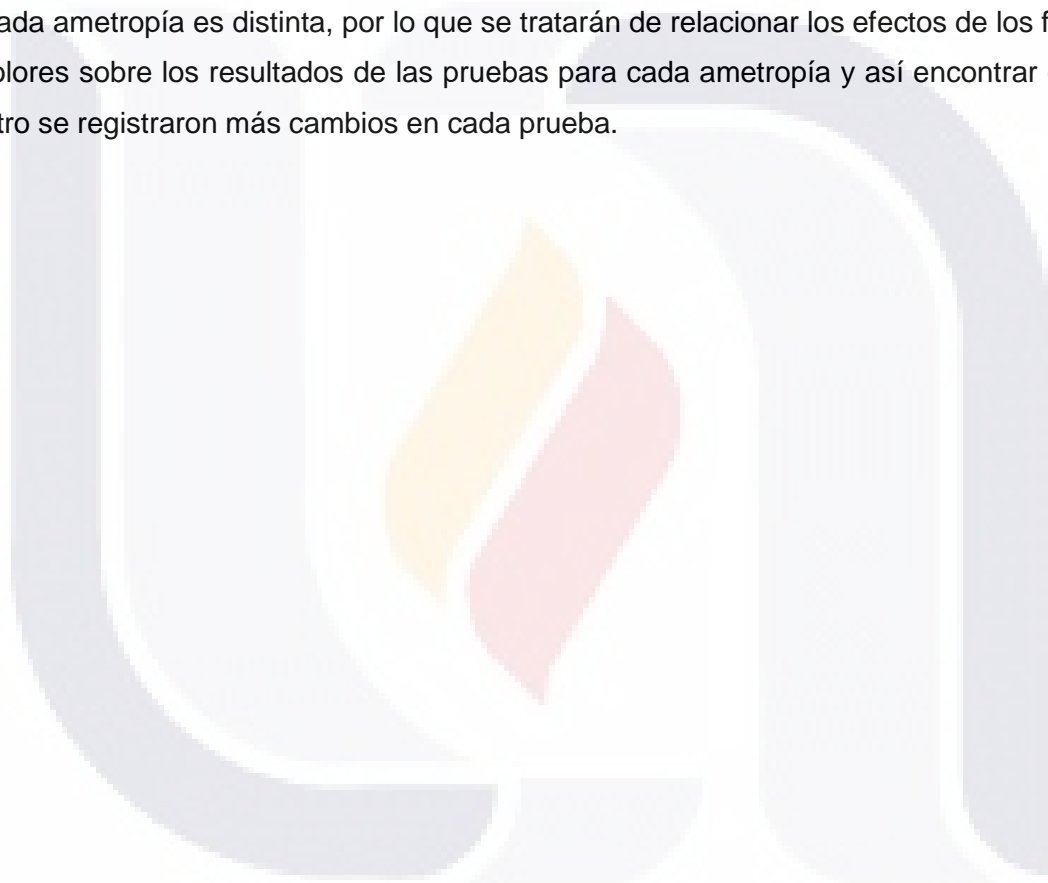 ada ametropía es distinta, por lo que se tratarán de relacionar los efectos de los f
olores sobre los resultados de las pruebas para cada ametropía y así encontrar
tro se registraron más cambios en cada prueba.